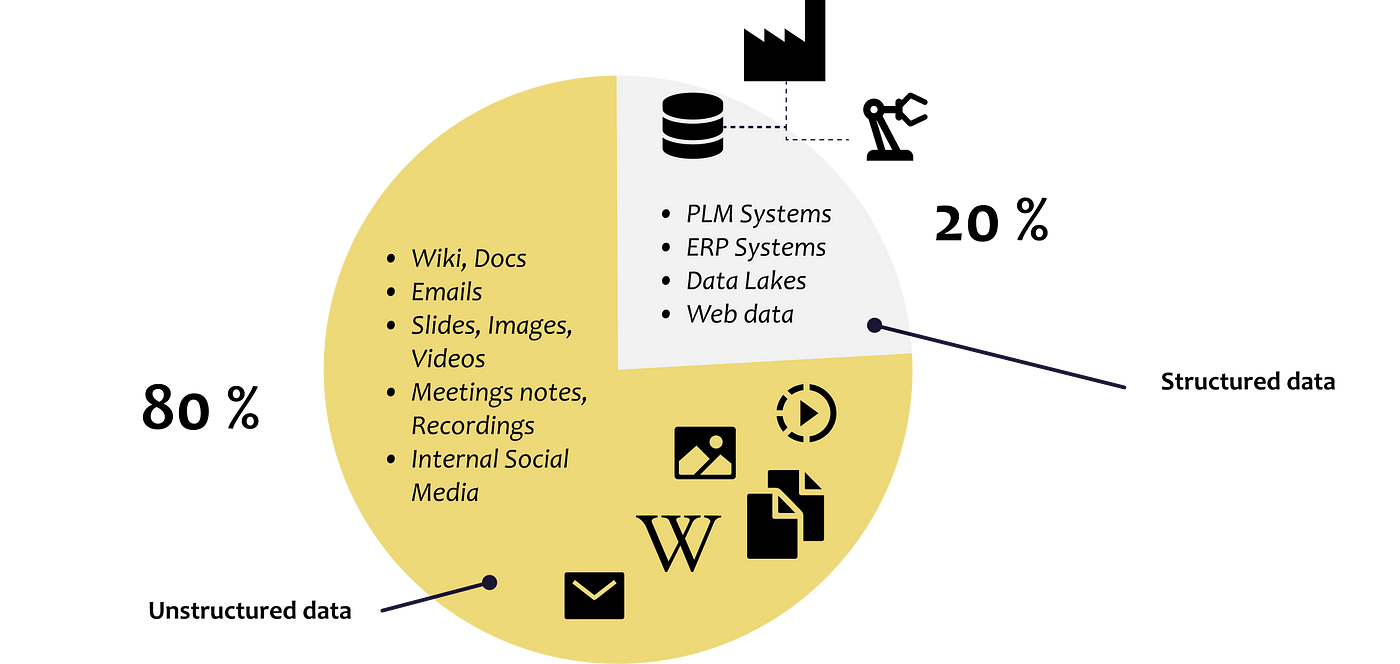 • PLM Systems
• ERP Systems
• Data Lakes
• Web data
20 %
Structured data
• Wiki, Docs
• Emails
• Slides, Images,
Videos
• Meetings notes,
Recordings
• Internal Social
Media
80 %
Unstructured data
W